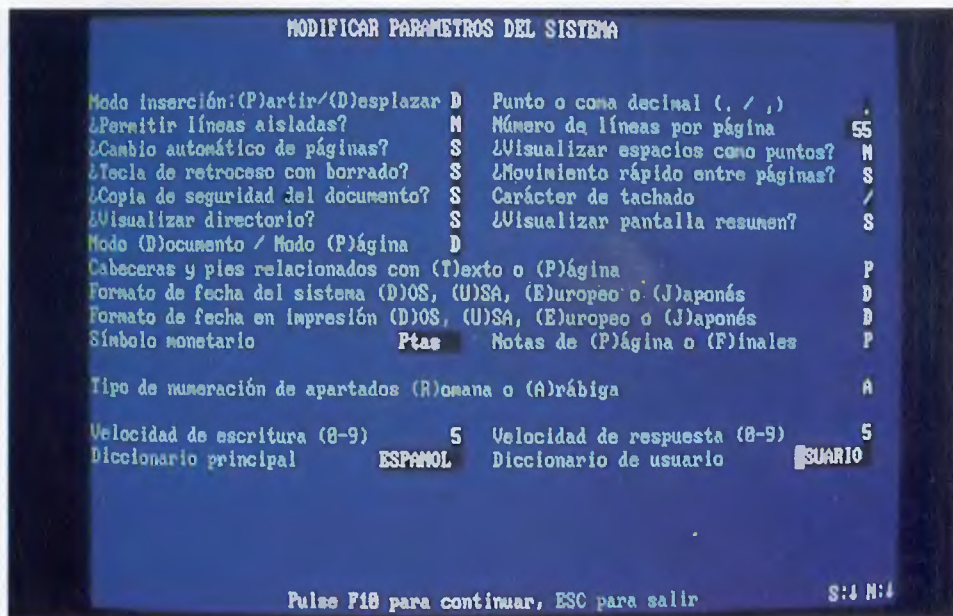 MODIFICAR PARAMETROS DEL SISTEMA
Modo inserción:(P)artir/(D)esplazar D Punto o coma decimal (. / ,) .
¿Permitir líneas aisladas? N Número de líneas por página 55
¿Cambio automático de páginas? S ¿Visualizar espacios como puntos? N
¿Tecla de retroceso con borrado? S ¿Movimiento rápido entre páginas? S
¿Copia de seguridad del documento? S Carácter de tachado /
¿Visualizar directorio? S ¿Visualizar pantalla resumen? S
Modo (D)ocumento / Modo (P)ágina D
Cabeceras y pies relacionados con (T)exto o (P)ágina P
Formato de fecha del sistema (D)OS, (U)SA, (E)uropeo o (J)aponés D
Formato de fecha en impresión (D)OS, (U)SA, (E)uropeo o (J)aponés D
Símbolo monetario Ptas Notas de (P)ágina o (F)inales P
Tipo de numeración de apartados (R)omana o (A)rábiga A
Velocidad de escritura (0-9) 5 Velocidad de respuesta (0-9) 5
Diccionario principal ESPANOL Diccionario de usuario USUARIO
Pulse F10 para continuar, ESC para salir S:↓ N:↓